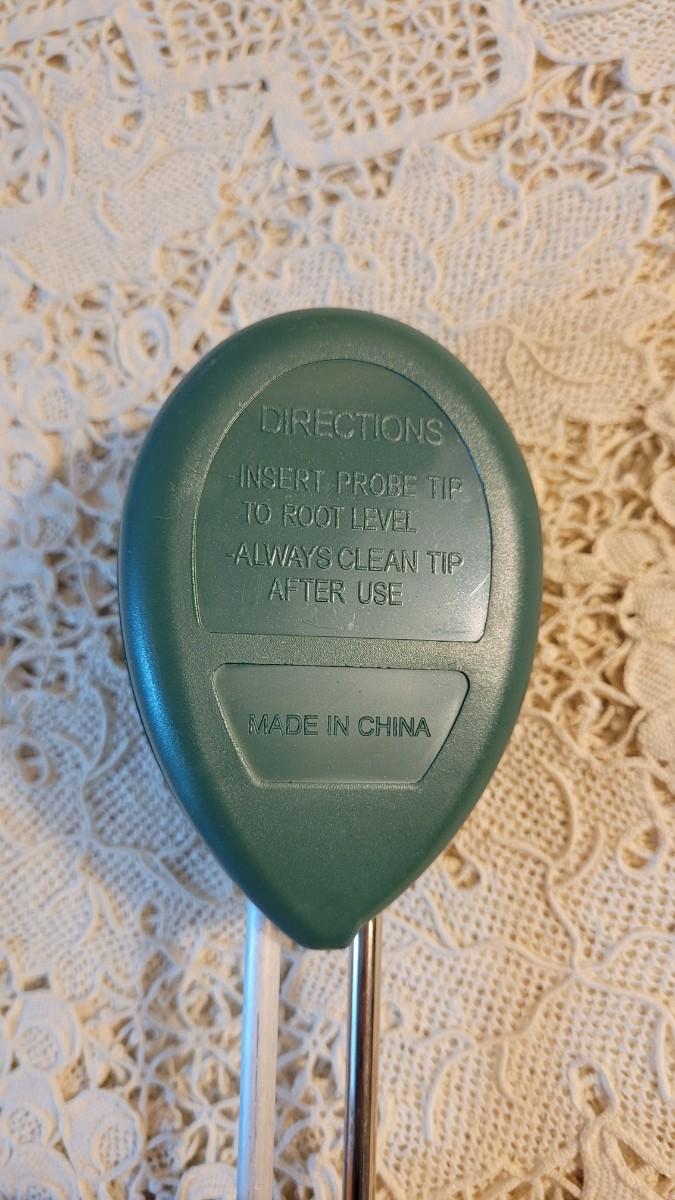 DIRECTIONS
-INSERT PROBE TIP
TO ROOT LEVEL
-ALWAYS CLEAN TIP
AFTER USE
MADE IN CHINA